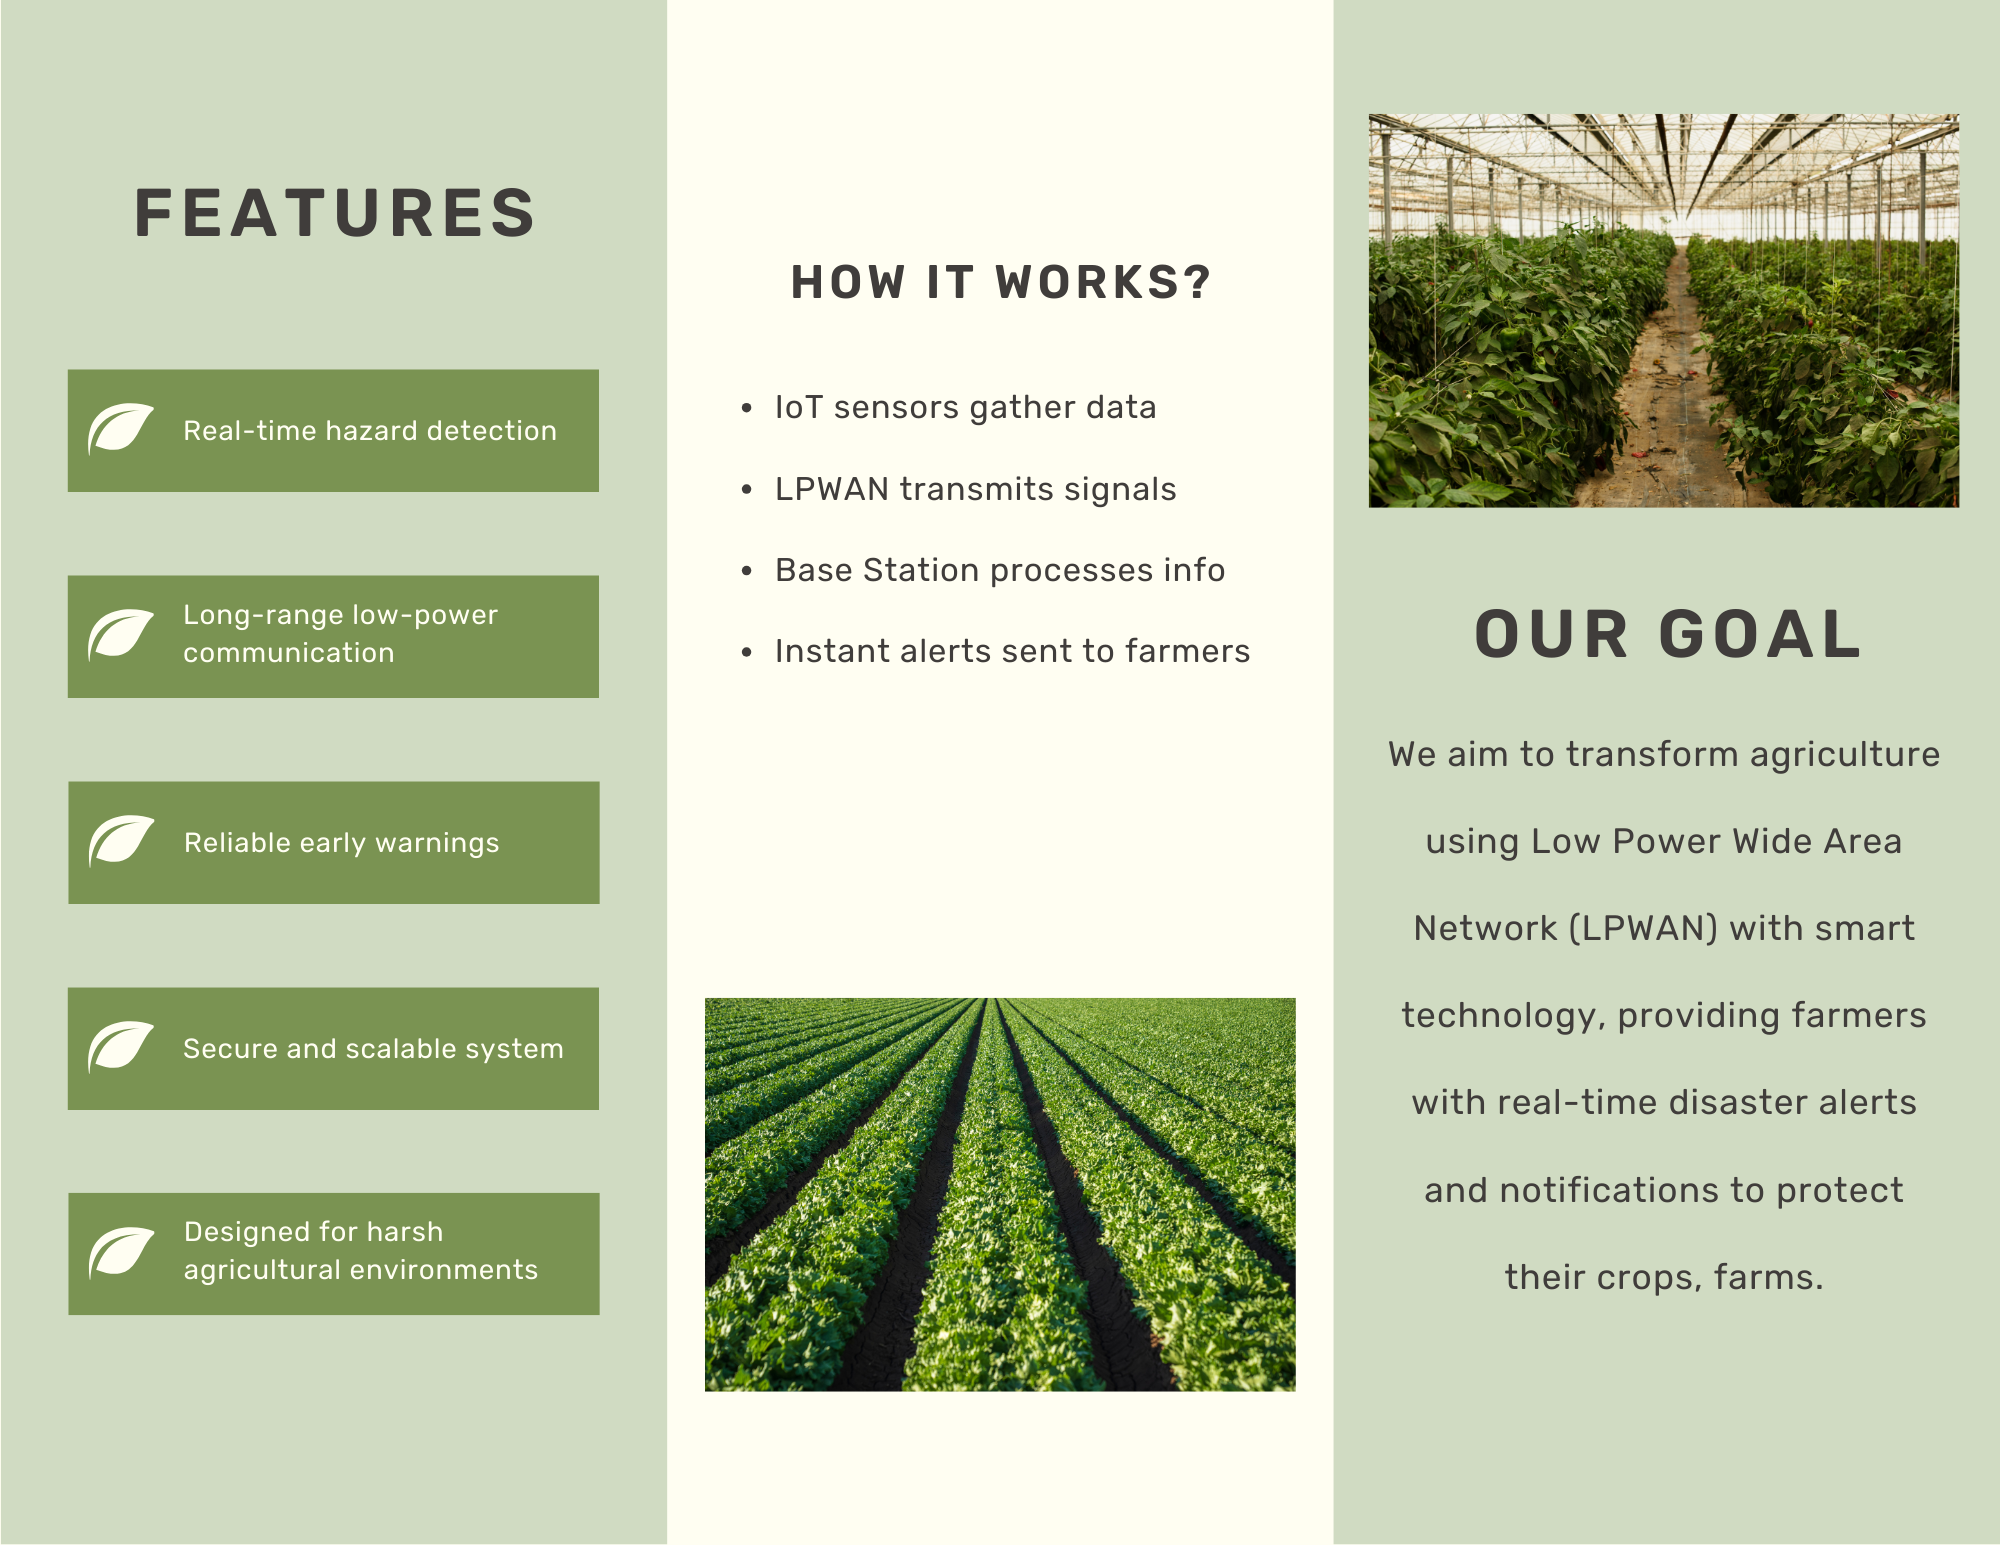 FEATURES
Real-time hazard detection
Long-range low-power
communication
Reliable early warnings
Secure and scalable system
Designed for harsh
agricultural environments
HOW IT WORKS?
• IoT sensors gather data
• LPWAN transmits signals
• Base Station processes info
• Instant alerts sent to farmers
OUR GOAL
We aim to transform agriculture
using Low Power Wide Area
Network (LPWAN) with smart
technology, providing farmers
with real-time disaster alerts
and notifications to protect
their crops, farms.